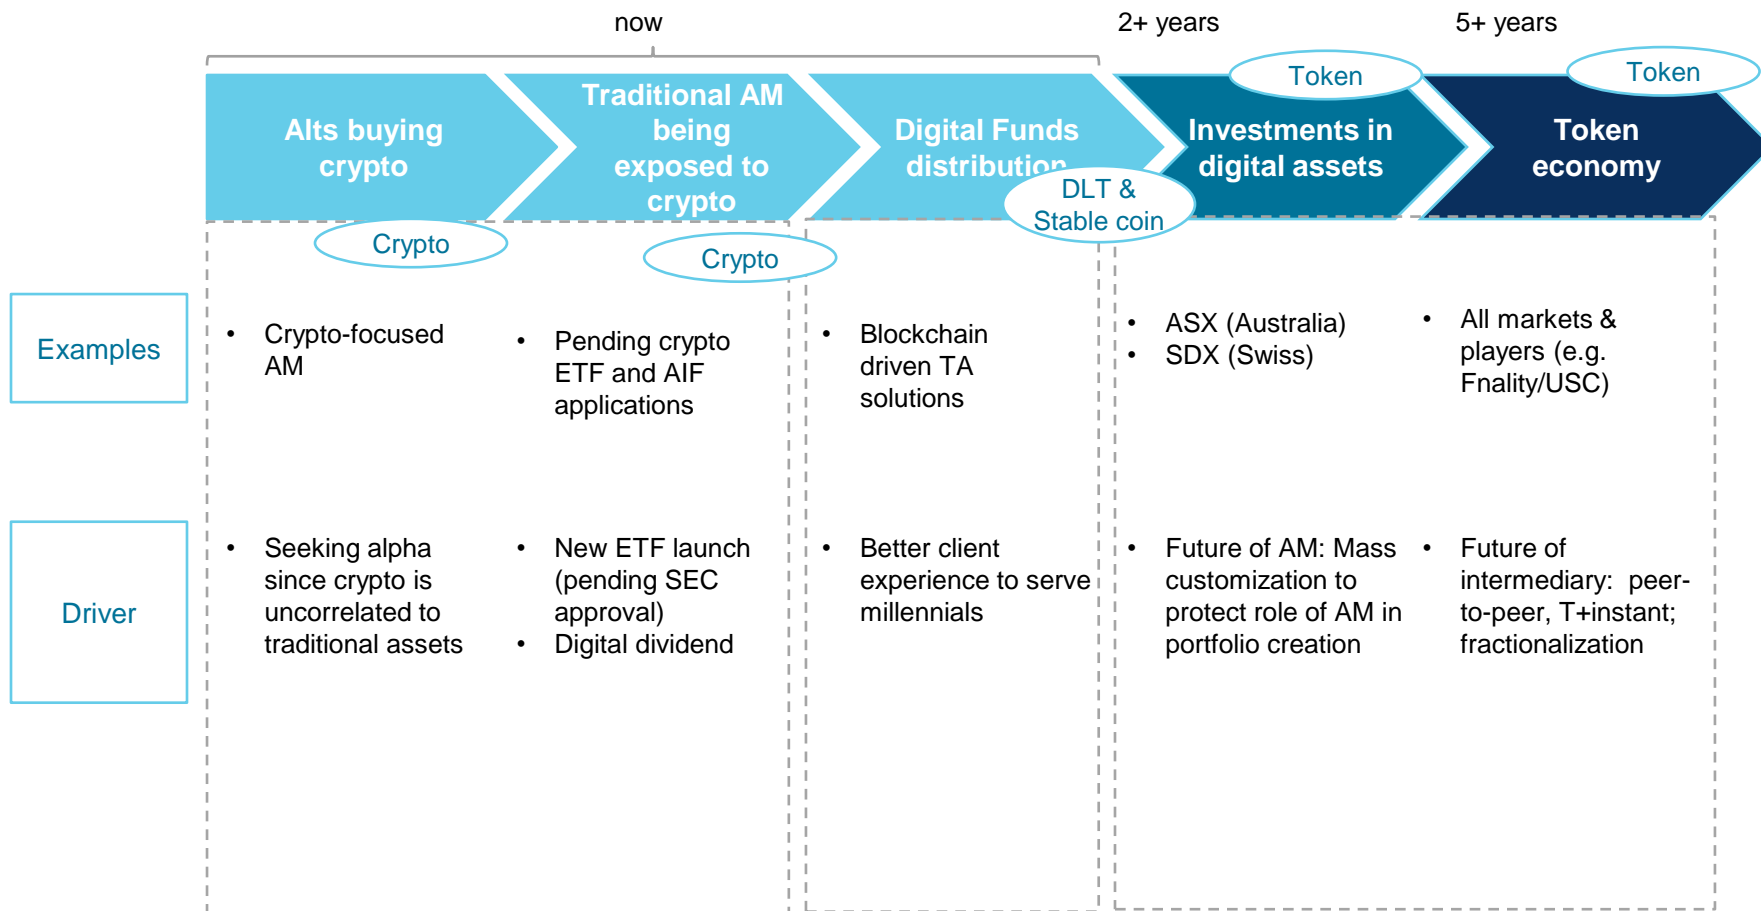 now
2+ years
5+ years
Alts buying
crypto
Crypto
Traditional AM
being
exposed to
crypto
Crypto
Digital Funds
distribution
DLT &
Stable coin
Token
Investments in
digital assets
Token
Token
economy
Examples
• Crypto-focused
AM
• Pending crypto
ETF and AIF
applications
• Blockchain
driven TA
solutions
• ASX (Australia)
• SDX (Swiss)
• All markets &
players (e.g.
Fnality/USC)
Driver
• Seeking alpha
since crypto is
uncorrelated to
traditional assets
• New ETF launch
(pending SEC
approval)
• Digital dividend
• Better client
experience to serve
millennials
• Future of AM: Mass
customization to
protect role of AM in
portfolio creation
• Future of
intermediary: peer-
to-peer, T+instant;
fractionalization